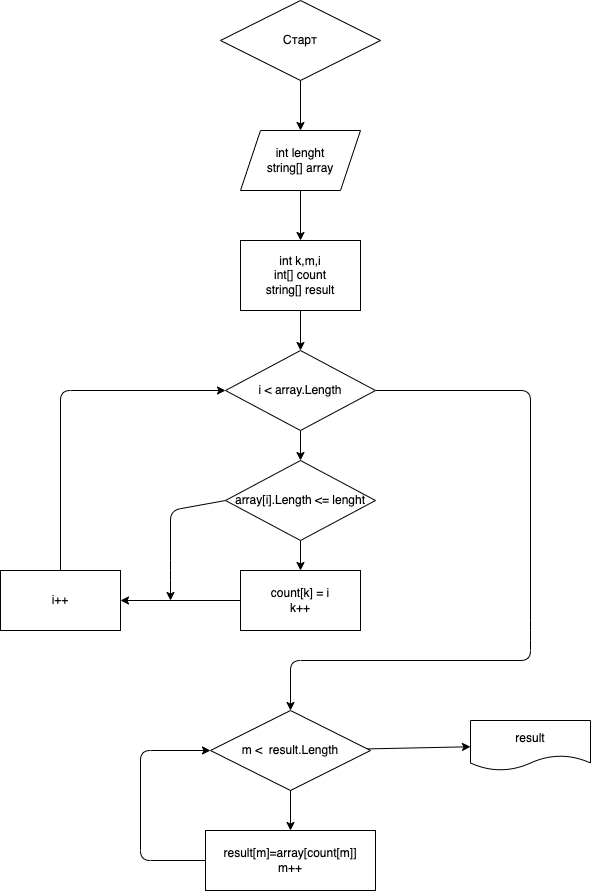 Старт
int lenght
string[] array
int k,m,i
int[] count
string[] result
i < array.Length
array[i].Length <= lenght
count[k] = i
k++
i++
m < result.Length
result
result[m]=array[count[m]]
m++